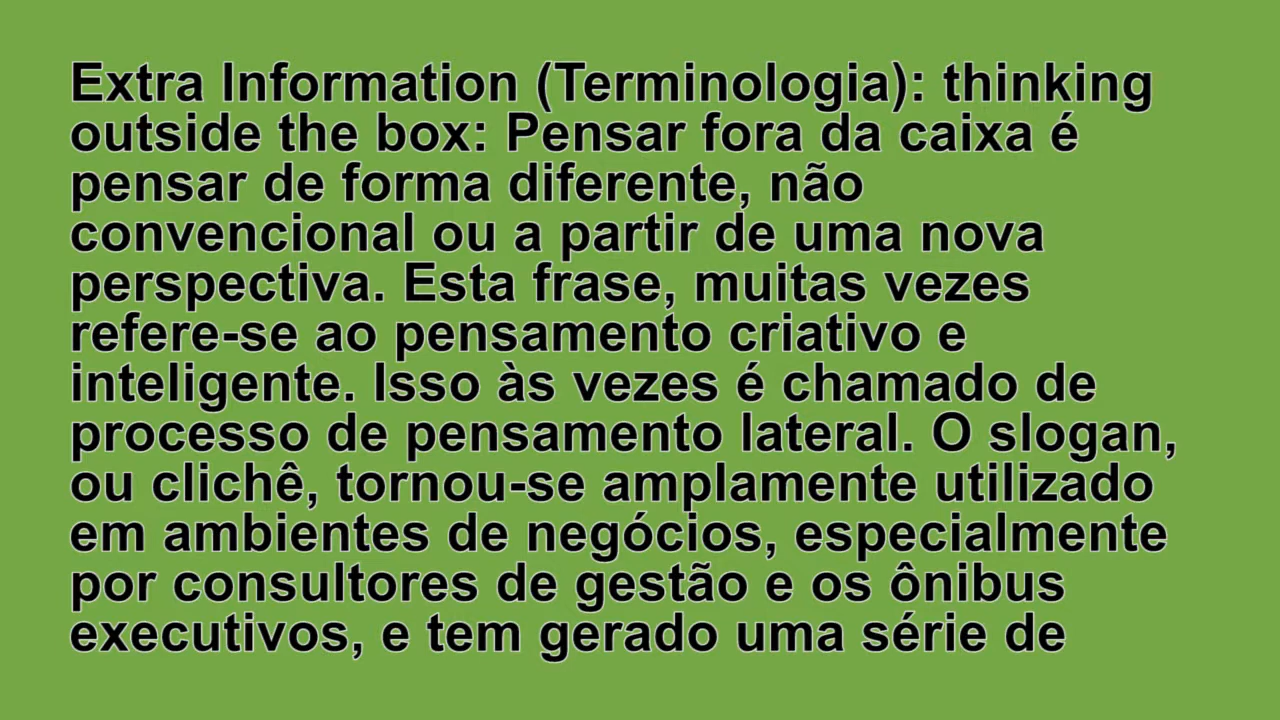 Extra Information (Terminologia): thinking
outside the box: Pensar fora da caixa é
pensar de forma diferente, não
convencional ou a partir de uma nova
perspectiva. Esta frase, muitas vezes
refere-se ao pensamento criativo e
inteligente. Isso às vezes é chamado de
processo de pensamento lateral. O slogan,
ou clichê, tornou-se amplamente utilizado
em ambientes de negócios, especialmente
por consultores de gestão e os ônibus
executivos, e tem gerado uma série de